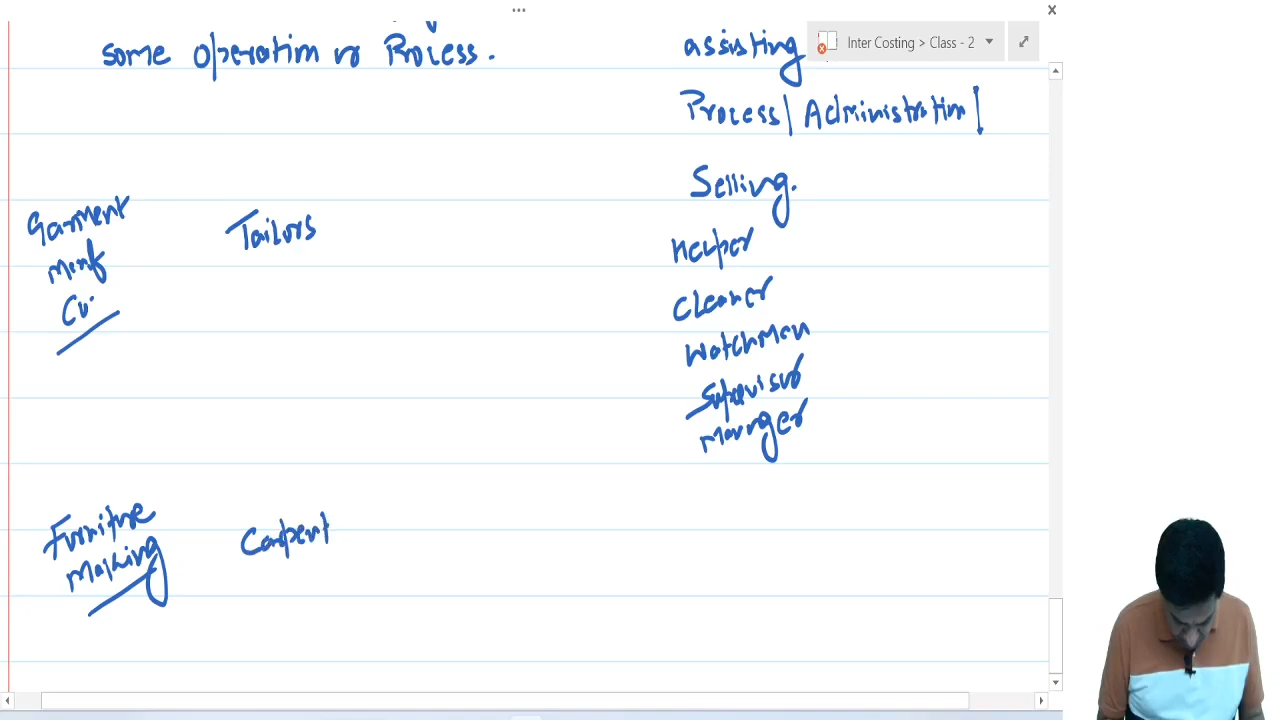 some operation or Process.
assisting
Inter Costing > Class - 2
Process| Administration|
Selling.
Garment
Manf
Co.
Tailors
Helper
Cleaner
Watchman
Supervisor
Manager
Furniture
Making
Carpent